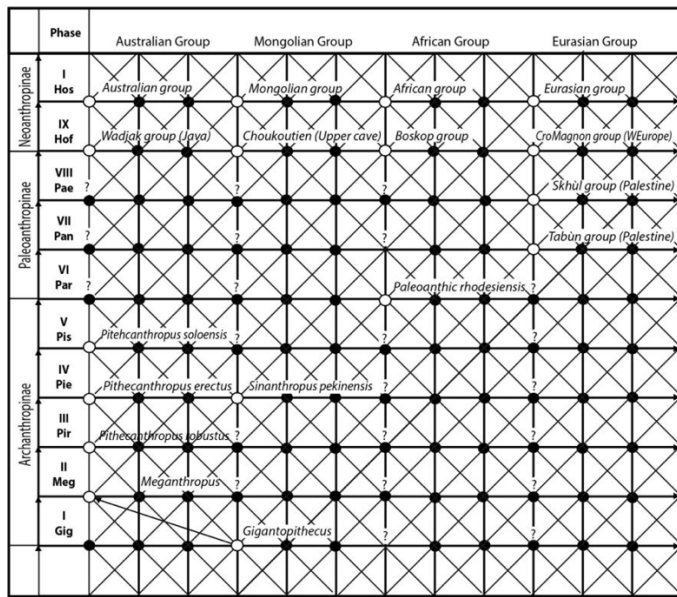 Phase
Australian Group Mongolian Group African Group Eurasian Group
Neoanthropinae
I
Hos
Australian group Mongolian group African group Eurasian group
IX
Hof
Wadjak group (Java) Choukoutien (Upper cave) Boskop group CroMagnon group (WEurope)
Paleoanthropinae
VIII
Pae
? ? ? Skhùl group (Palestine)
VII
Pan
? ? ? Tabùn group (Palestine)
VI
Par
? ? Paleoanthic rhodesiensis ?
Archanthropinae
V
Pis
Pitehcanthropus soloensis ? ? ?
IV
Pie
Pithecanthropus erectus Sinanthropus pekinensis ? ?
III
Pir
Pithecanthropus robustus ? ? ?
II
Meg
Meganthropus ? ? ?
I
Gig
Gigantopithecus ? ?